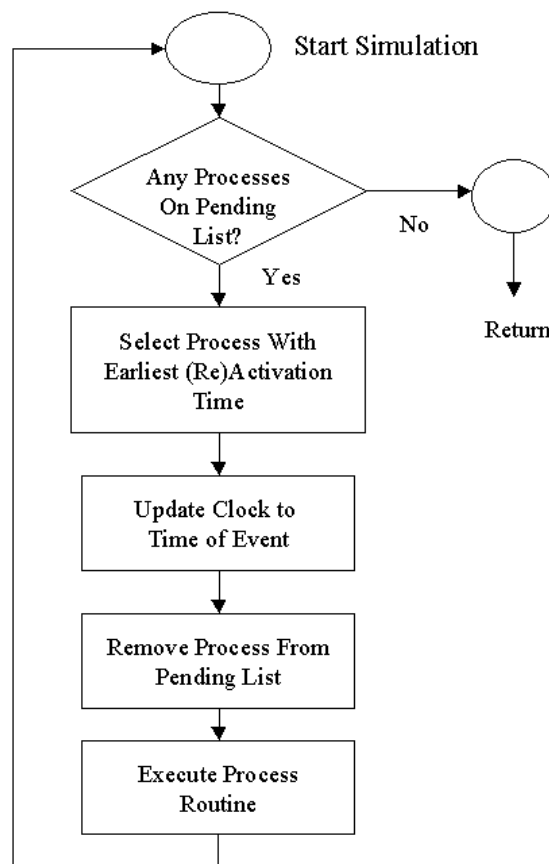 Start Simulation
Any Processes
On Pending
List?
No
Yes
Return
Select Process With
Earliest (Re)Activation
Time
Update Clock to
Time of Event
Remove Process From
Pending List
Execute Process
Routine